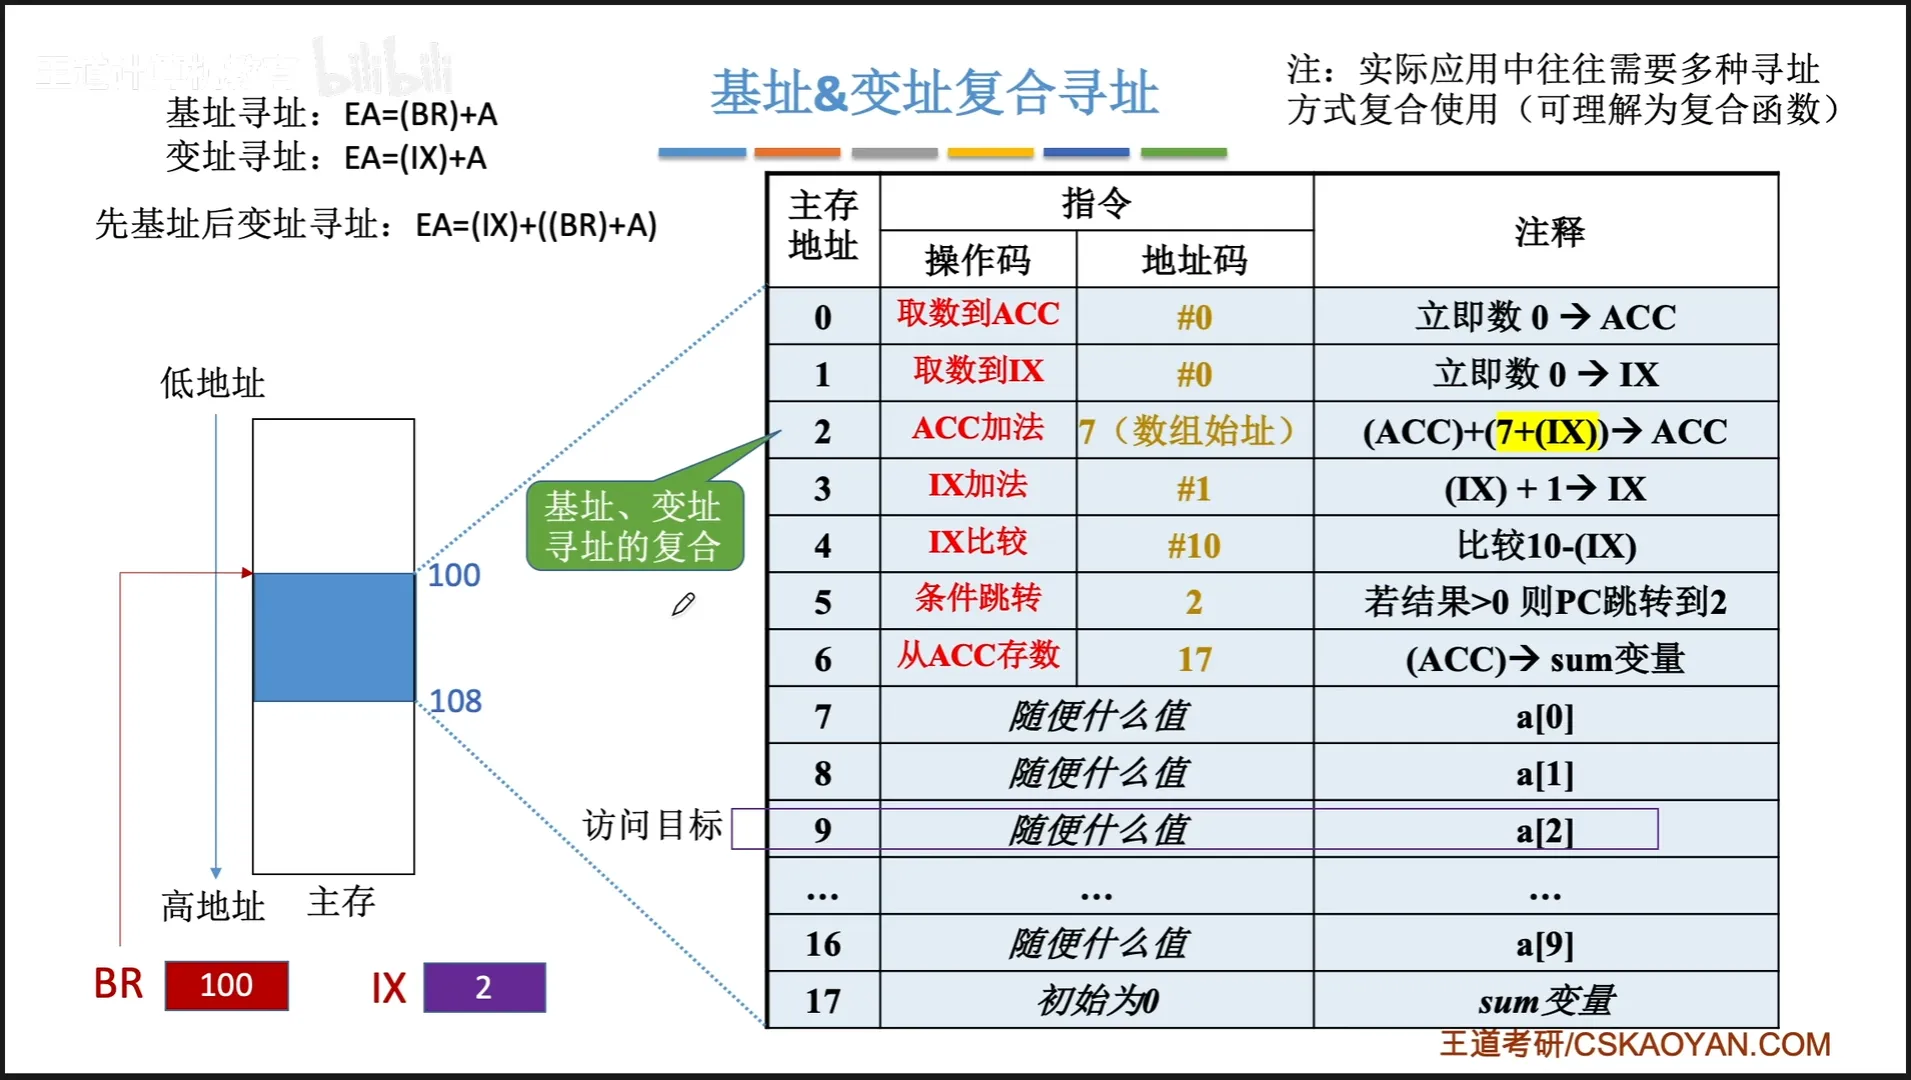 王道计算机教育 bilibili
基址&变址复合寻址
注：实际应用中往往需要多种寻址
方式复合使用（可理解为复合函数）
基址寻址：EA=(BR)+A
变址寻址：EA=(IX)+A
先基址后变址寻址：EA=(IX)+((BR)+A)
主存地址 指令 注释
操作码 地址码
0 取数到ACC #0 立即数 0 → ACC
1 取数到IX #0 立即数 0 → IX
2 ACC加法 7（数组始址） (ACC)+(7+(IX))→ ACC
3 IX加法 #1 (IX) + 1→ IX
4 IX比较 #10 比较10-(IX)
5 条件跳转 2 若结果>0 则PC跳转到2
6 从ACC存数 17 (ACC)→ sum变量
7 随便什么值 a[0]
8 随便什么值 a[1]
9 随便什么值 a[2]
... ... ...
16 随便什么值 a[9]
17 初始为0 sum变量
基址、变址
寻址的复合
访问目标
低地址
100
108
高地址
主存
BR 100
IX 2
王道考研/CSKAOYAN.COM